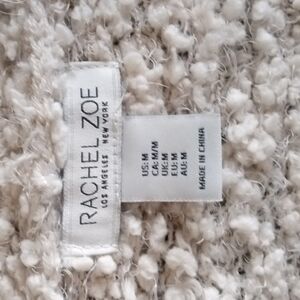 RACHEL ZOE
LOS ANGELES NEW YORK
US: M
CA: M/M
UK: M
EU: M
AU: M
MADE IN CHINA